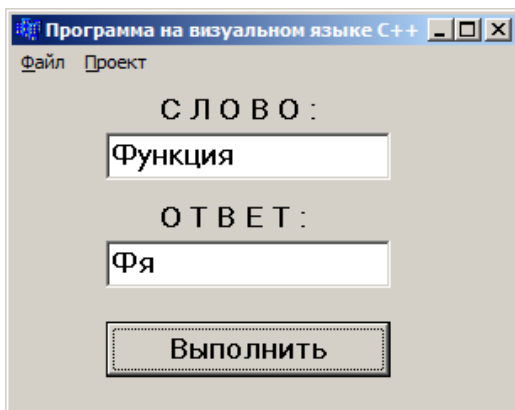 Программа на визуальном языке C++
Файл Проект
С Л О В О :
Функция
О Т В Е Т :
Фя
Выполнить